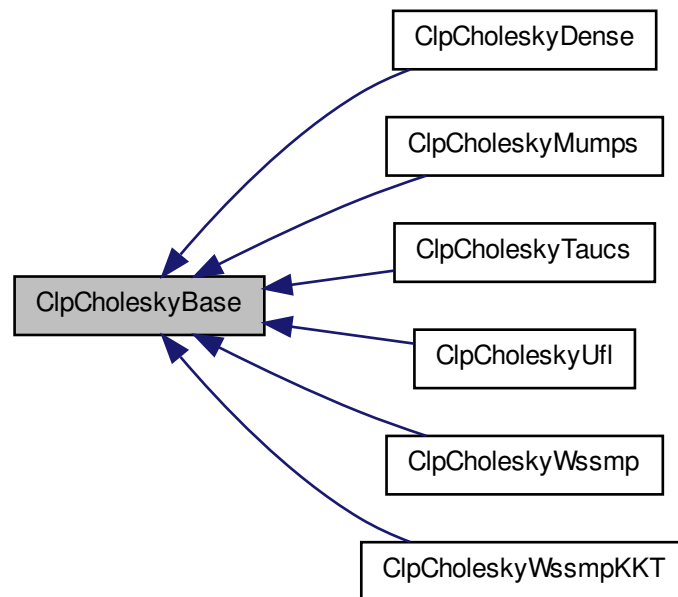 ClpCholeskyDense
ClpCholeskyMumps
ClpCholeskyTaucs
ClpCholeskyBase
ClpCholeskyUfl
ClpCholeskyWssmp
ClpCholeskyWssmpKKT